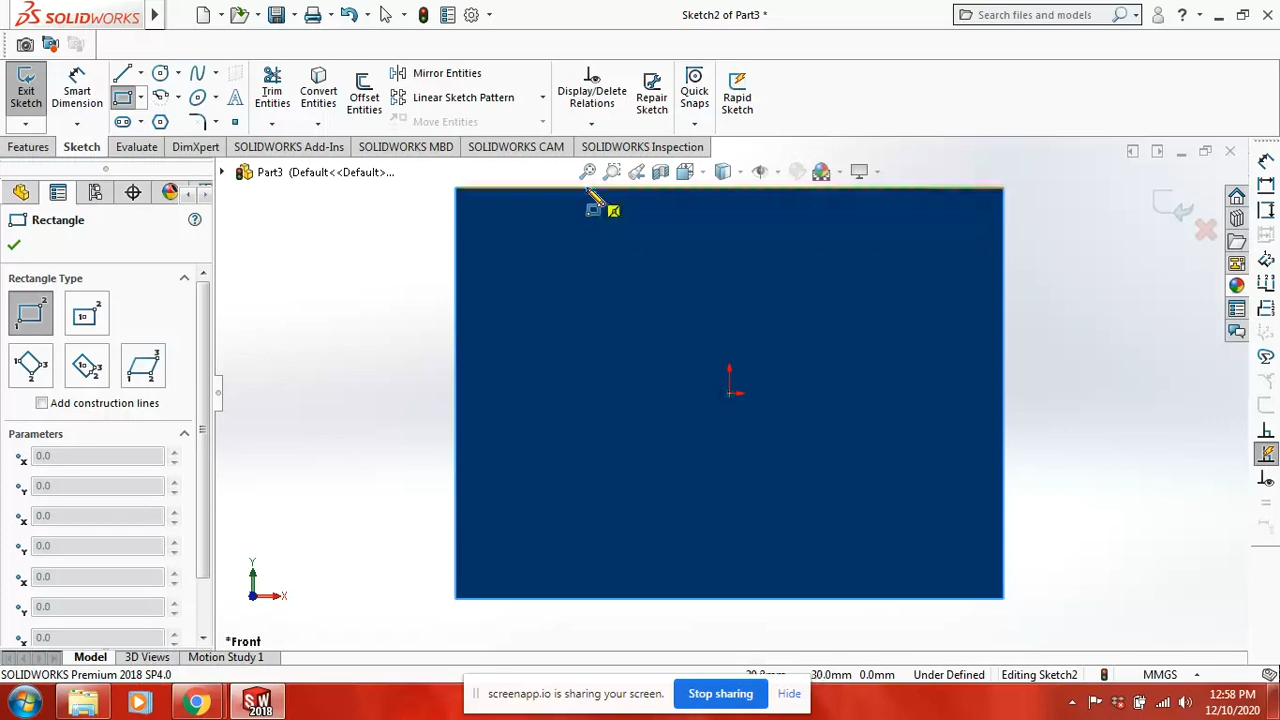 SOLIDWORKS
Sketch2 of Part3 *
Search files and models
Exit Sketch
Smart Dimension
Trim Entities
Convert Entities
Offset Entities
Mirror Entities
Linear Sketch Pattern
Move Entities
Display/Delete Relations
Repair Sketch
Quick Snaps
Rapid Sketch
Features
Sketch
Evaluate
DimXpert
SOLIDWORKS Add-Ins
SOLIDWORKS MBD
SOLIDWORKS CAM
SOLIDWORKS Inspection
Part3 (Default<<Default>...
Rectangle
Rectangle Type
Add construction lines
Parameters
0.0
0.0
0.0
0.0
0.0
0.0
0.0
Y
X
*Front
Model
3D Views
Motion Study 1
SOLIDWORKS Premium 2018 SP4.0
30.0mm 0.0mm
Under Defined
Editing Sketch2
MMGS
screenapp.io is sharing your screen.
Stop sharing
Hide
SW
2018
12:58 PM
12/10/2020